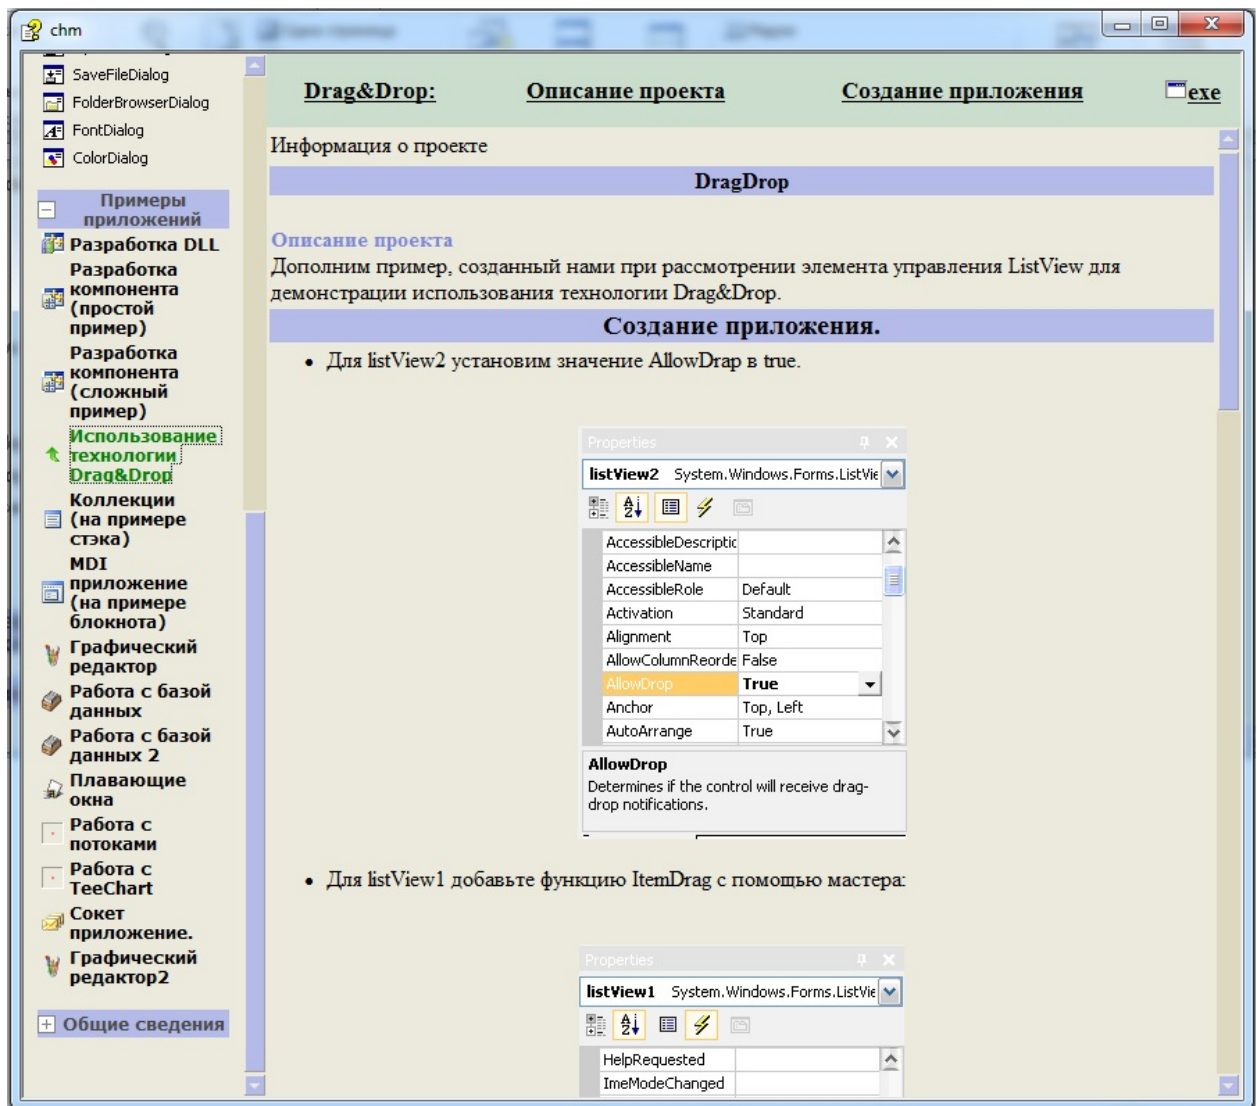 chm
SaveFileDialog
FolderBrowserDialog
FontDialog
ColorDialog
Примеры
приложений
Разработка DLL
Разработка
компонента
(простой
пример)
Разработка
компонента
(сложный
пример)
Использование
технологии
Drag&Drop
Коллекции
(на примере
стэка)
MDI
приложение
(на примере
блокнота)
Графический
редактор
Работа с базой
данных
Работа с базой
данных 2
Плавающие
окна
Работа с
потоками
Работа с
TeeChart
Сокет
приложение.
Графический
редактор2
Общие сведения
Drag&Drop: Описание проекта Создание приложения exe
Информация о проекте
DragDrop
Описание проекта
Дополним пример, созданный нами при рассмотрении элемента управления ListView для
демонстрации использования технологии Drag&Drop.
Создание приложения.
• Для listView2 установим значение AllowDrap в true.
Properties
listView2 System.Windows.Forms.ListVie
AccessibleDescriptic
AccessibleName
AccessibleRole Default
Activation Standard
Alignment Top
AllowColumnReorde False
AllowDrop True
Anchor Top, Left
AutoArrange True
AllowDrop
Determines if the control will receive drag-
drop notifications.
• Для listView1 добавьте функцию ItemDrag с помощью мастера:
Properties
listView1 System.Windows.Forms.ListVie
HelpRequested
ImeModeChanged